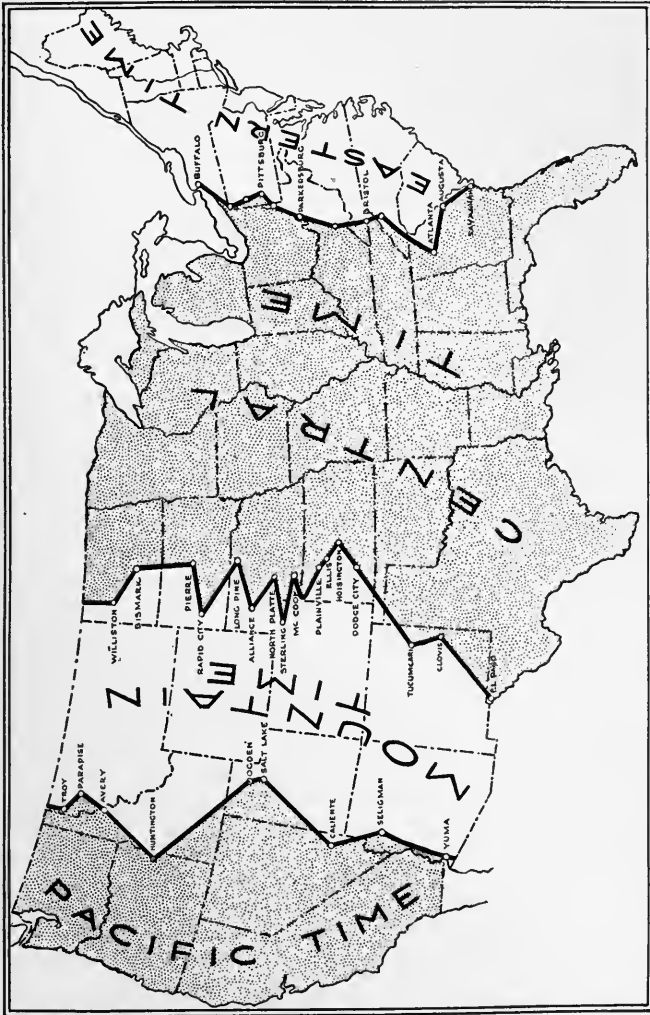 PACIFIC TIME
MOUNTAIN TIME
CENTRAL TIME
EASTERN TIME
TROY
PARADISE
AVERY
HUNTINGTON
OGDEN
SALT LAKE
CALIENTE
SELIGMAN
YUMA
WILLISTON
BISMARK
PIERRE
RAPID CITY
LONG PINE
ALLIANCE
NORTH PLATTE
STERLING
MC COOK
PLAINVILLE
ELLIS
HOISINGTON
DODGE CITY
TUCUMCARI
CLOVIS
EL PASO
BUFFALO
PITTSBURG
PARKERSBURG
BRISTOL
ATLANTA
AUGUSTA
SAVANNAH